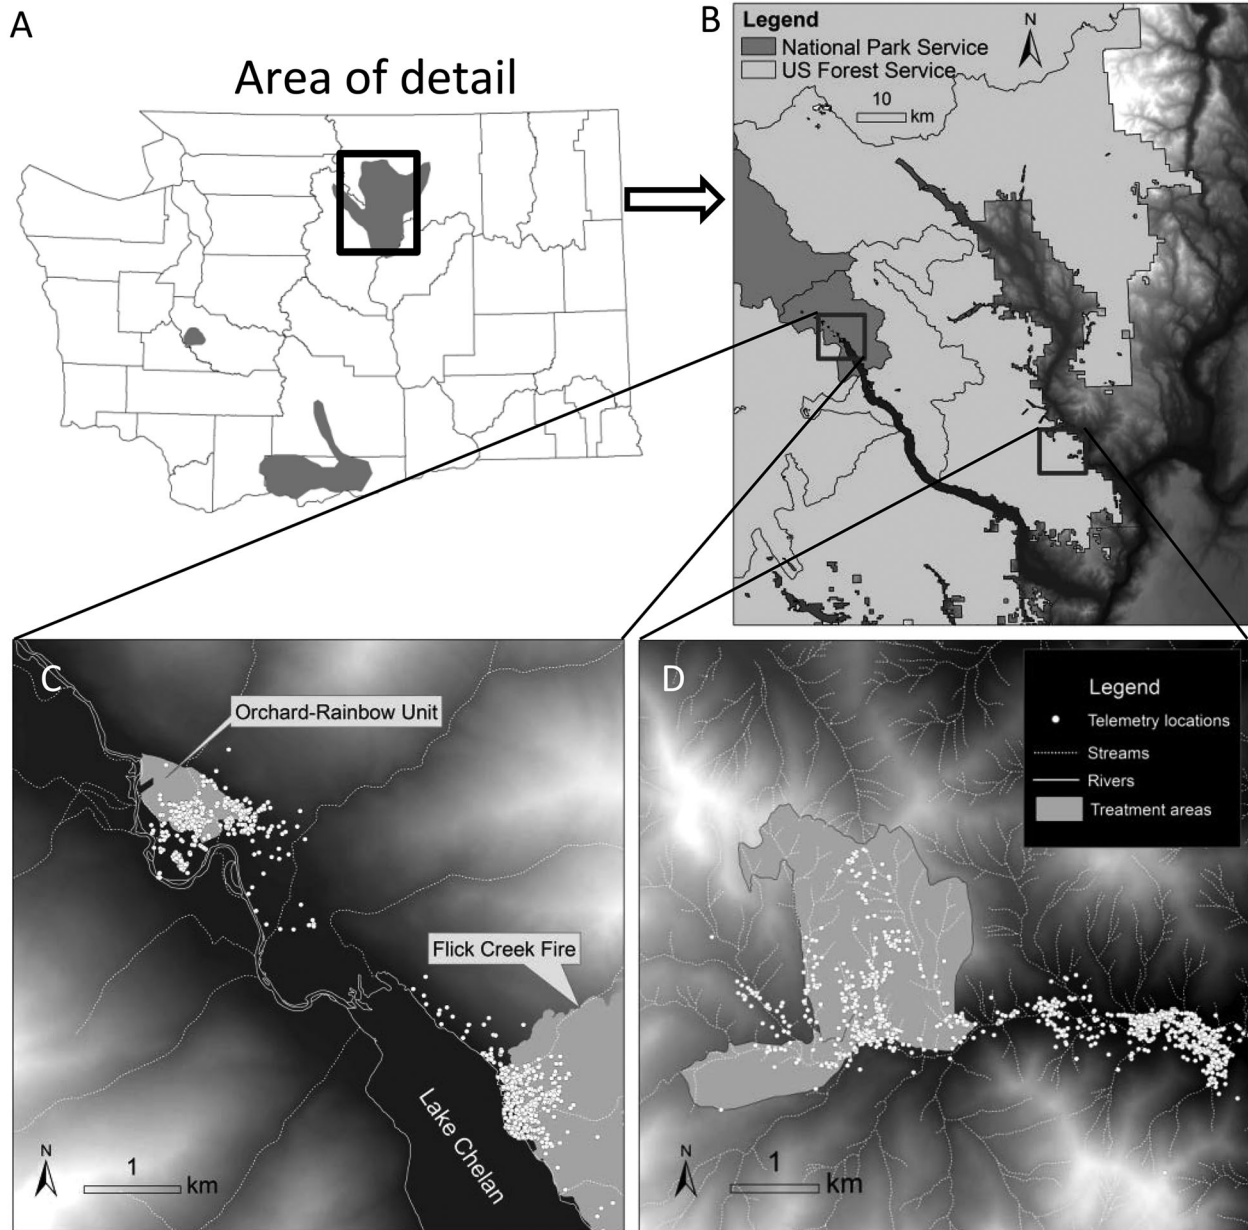 A
Area of detail
B
Legend
National Park Service
US Forest Service
N
10
km
C
Orchard-Rainbow Unit
Flick Creek Fire
Lake Chelan
N
1
km
D
Legend
Telemetry locations
Streams
Rivers
Treatment areas
N
1
km